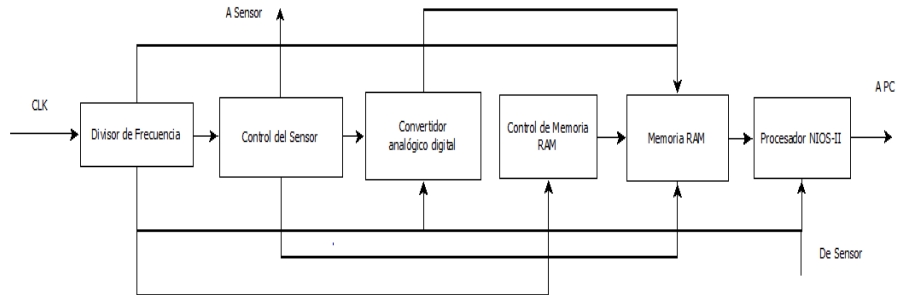 A Sensor
CLK
Divisor de Frecuencia
Control del Sensor
Convertidor
analógico digital
Control de Memoria
RAM
Memoria RAM
Procesador NIOS-II
A PC
De Sensor